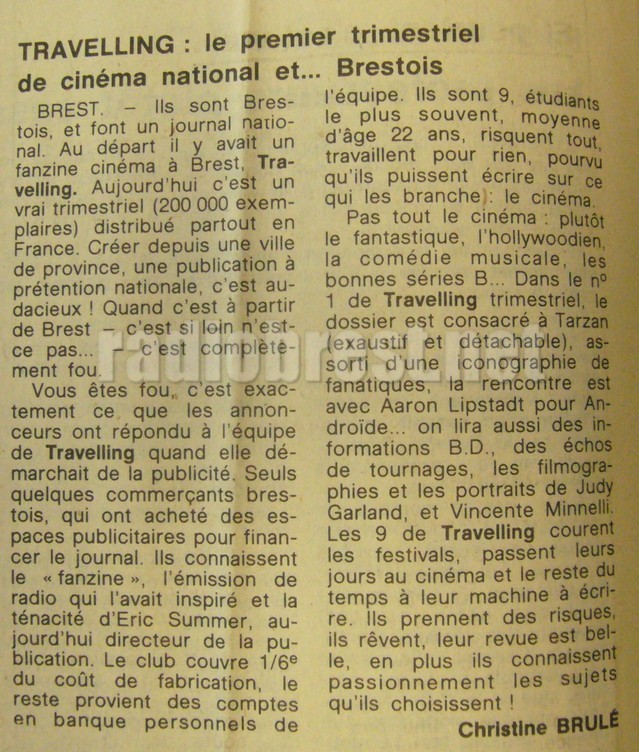 TRAVELLING : le premier trimestriel
de cinéma national et... Brestois
BREST. – Ils sont Bres-
tois, et font un journal natio-
nal. Au départ il y avait un
fanzine cinéma à Brest, Tra-
velling. Aujourd'hui c'est un
vrai trimestriel (200 000 exem-
plaires) distribué partout en
France. Créer depuis une ville
de province, une publication à
prétention nationale, c'est au-
dacieux ! Quand c'est à partir
de Brest – c'est si loin n'est-
ce pas... – c'est complète-
ment fou.
Vous êtes fou, c'est exac-
tement ce que les annon-
ceurs ont répondu à l'équipe
de Travelling quand elle dé-
marchait de la publicité. Seuls
quelques commerçants bres-
tois, qui ont acheté des es-
paces publicitaires pour finan-
cer le journal. Ils connaissent
le « fanzine », l'émission de
radio qui l'avait inspiré et la
ténacité d'Eric Summer, au-
jourd'hui directeur de la pu-
blication. Le club couvre 1/6e
du coût de fabrication, le
reste provient des comptes
en banque personnels de
l'équipe. Ils sont 9, étudiants
le plus souvent, moyenne
d'âge 22 ans, risquent tout,
travaillent pour rien, pourvu
qu'ils puissent écrire sur ce
qui les branche : le cinéma.
Pas tout le cinéma : plutôt
le fantastique, l'hollywoodien,
la comédie musicale, les
bonnes séries B... Dans le n°
1 de Travelling trimestriel, le
dossier est consacré à Tarzan
(exaustif et détachable), as-
sorti d'une iconographie de
fanatiques, la rencontre est
avec Aaron Lipstadt pour An-
droïde... on lira aussi des in-
formations B.D., des échos
de tournages, les filmogra-
phies et les portraits de Judy
Garland, et Vincente Minnelli.
Les 9 de Travelling courent
les festivals, passent leurs
jours au cinéma et le reste du
temps à leur machine à écri-
re. Ils prennent des risques,
ils rêvent, leur revue est bel-
le, en plus ils connaissent
passionnement les sujets
qu'ils choisissent !
Christine BRULÉ